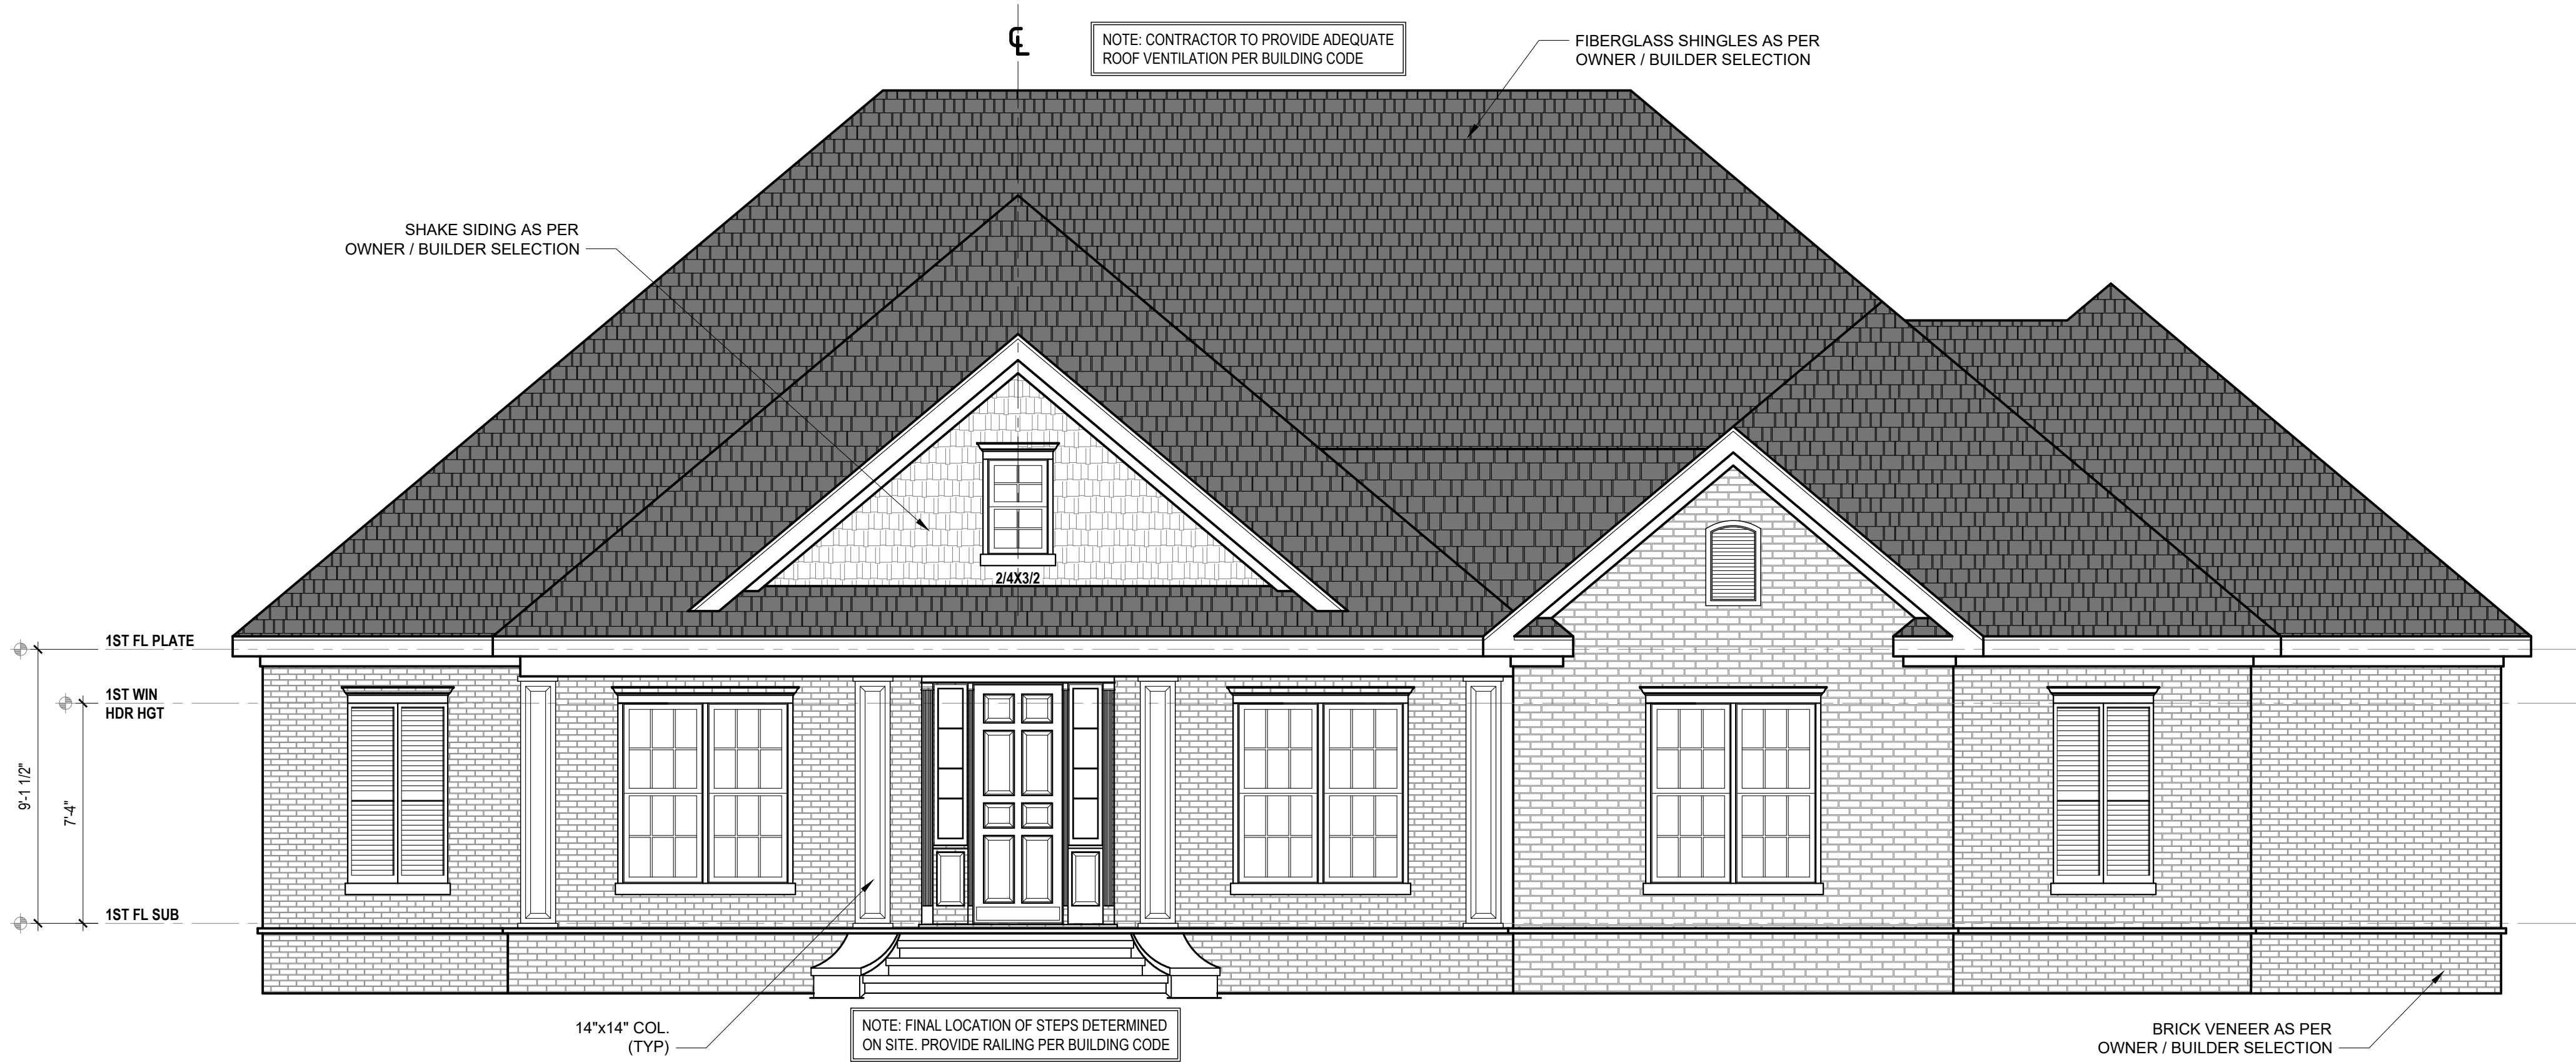 ℄
NOTE: CONTRACTOR TO PROVIDE ADEQUATE
ROOF VENTILATION PER BUILDING CODE
FIBERGLASS SHINGLES AS PER
OWNER / BUILDER SELECTION
SHAKE SIDING AS PER
OWNER / BUILDER SELECTION
2/4X3/2
1ST FL PLATE
1ST WIN
HDR HGT
9'-1 1/2"
7'-4"
1ST FL SUB
14"x14" COL.
(TYP)
NOTE: FINAL LOCATION OF STEPS DETERMINED
ON SITE. PROVIDE RAILING PER BUILDING CODE
BRICK VENEER AS PER
OWNER / BUILDER SELECTION